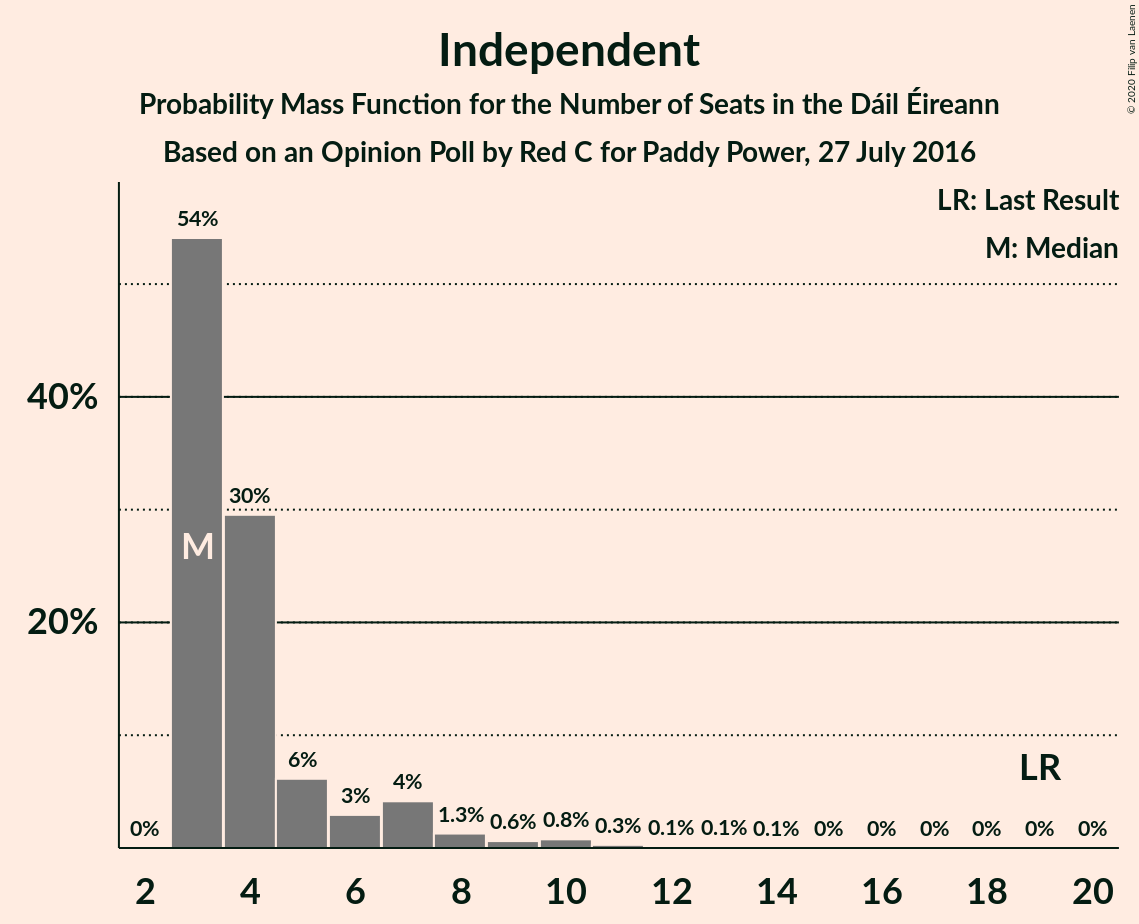 Independent
Probability Mass Function for the Number of Seats in the Dáil Éireann
Based on an Opinion Poll by Red C for Paddy Power, 27 July 2016
© 2020 Filip van Laenen
LR: Last Result
M: Median
54%
40%
30%
M
20%
6%
4%
3%
1.3%
0.6%
0.8%
0.3%
0.1%
0.1%
0.1%
LR
0%
0%
0%
0%
0%
0%
0%
2 4 6 8 10 12 14 16 18 20